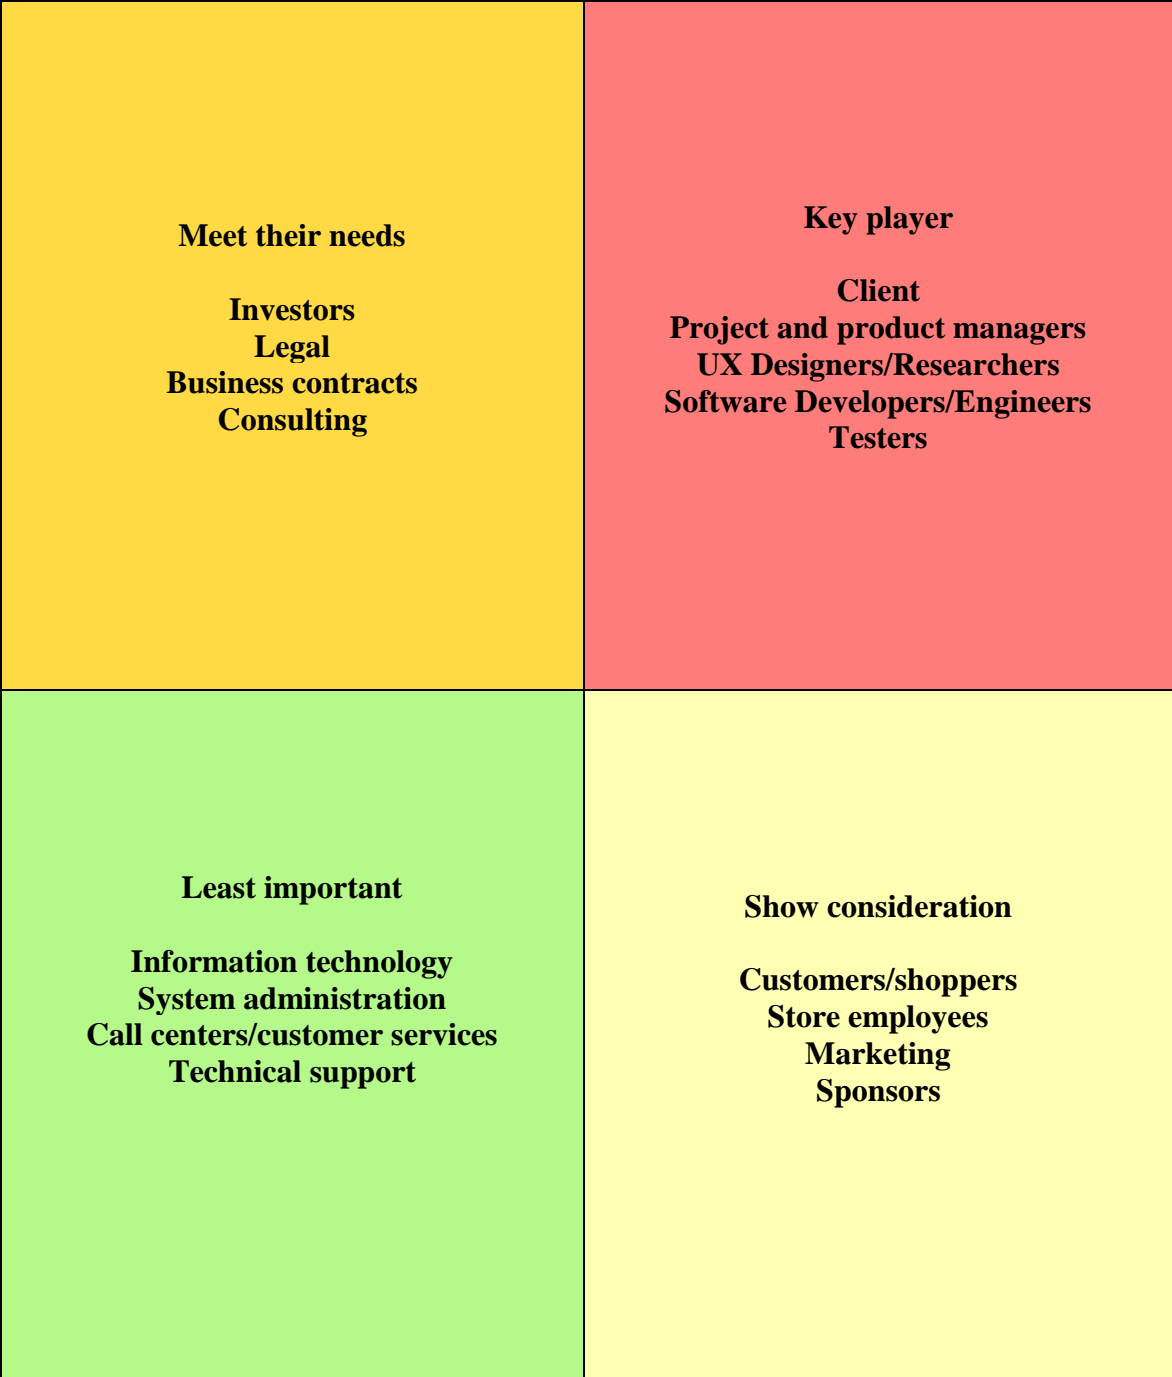 Meet their needs
Investors
Legal
Business contracts
Consulting
Key player
Client
Project and product managers
UX Designers/Researchers
Software Developers/Engineers
Testers
Least important
Information technology
System administration
Call centers/customer services
Technical support
Show consideration
Customers/shoppers
Store employees
Marketing
Sponsors